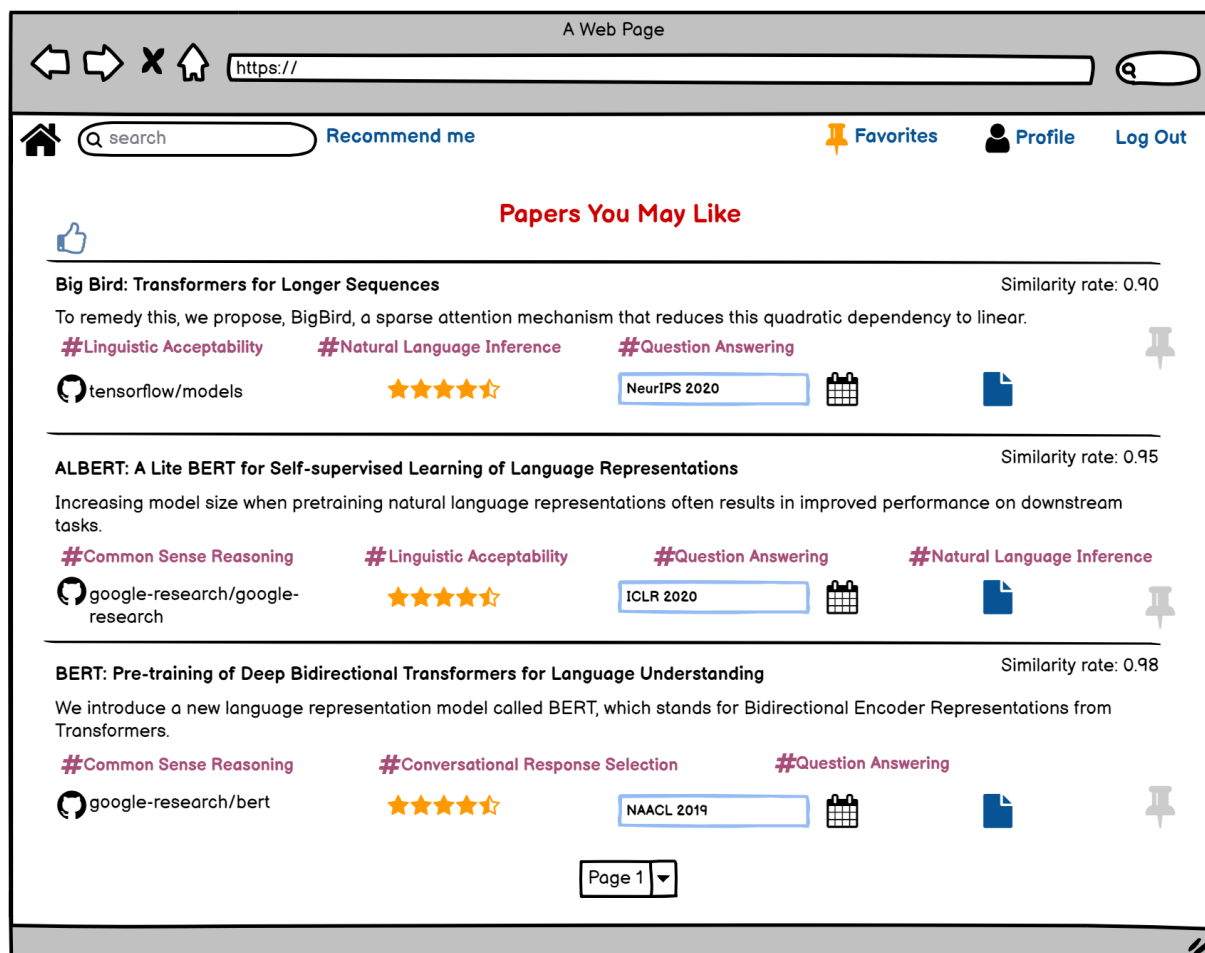 A Web Page
https://
search
Recommend me
Favorites
Profile
Log Out
Papers You May Like
Big Bird: Transformers for Longer Sequences
Similarity rate: 0.90
To remedy this, we propose, BigBird, a sparse attention mechanism that reduces this quadratic dependency to linear.
#Linguistic Acceptability
#Natural Language Inference
#Question Answering
tensorflow/models
NeurIPS 2020
ALBERT: A Lite BERT for Self-supervised Learning of Language Representations
Similarity rate: 0.95
Increasing model size when pretraining natural language representations often results in improved performance on downstream
tasks.
#Common Sense Reasoning
#Linguistic Acceptability
#Question Answering
#Natural Language Inference
google-research/google-
research
ICLR 2020
BERT: Pre-training of Deep Bidirectional Transformers for Language Understanding
Similarity rate: 0.98
We introduce a new language representation model called BERT, which stands for Bidirectional Encoder Representations from
Transformers.
#Common Sense Reasoning
#Conversational Response Selection
#Question Answering
google-research/bert
NAACL 2019
Page 1